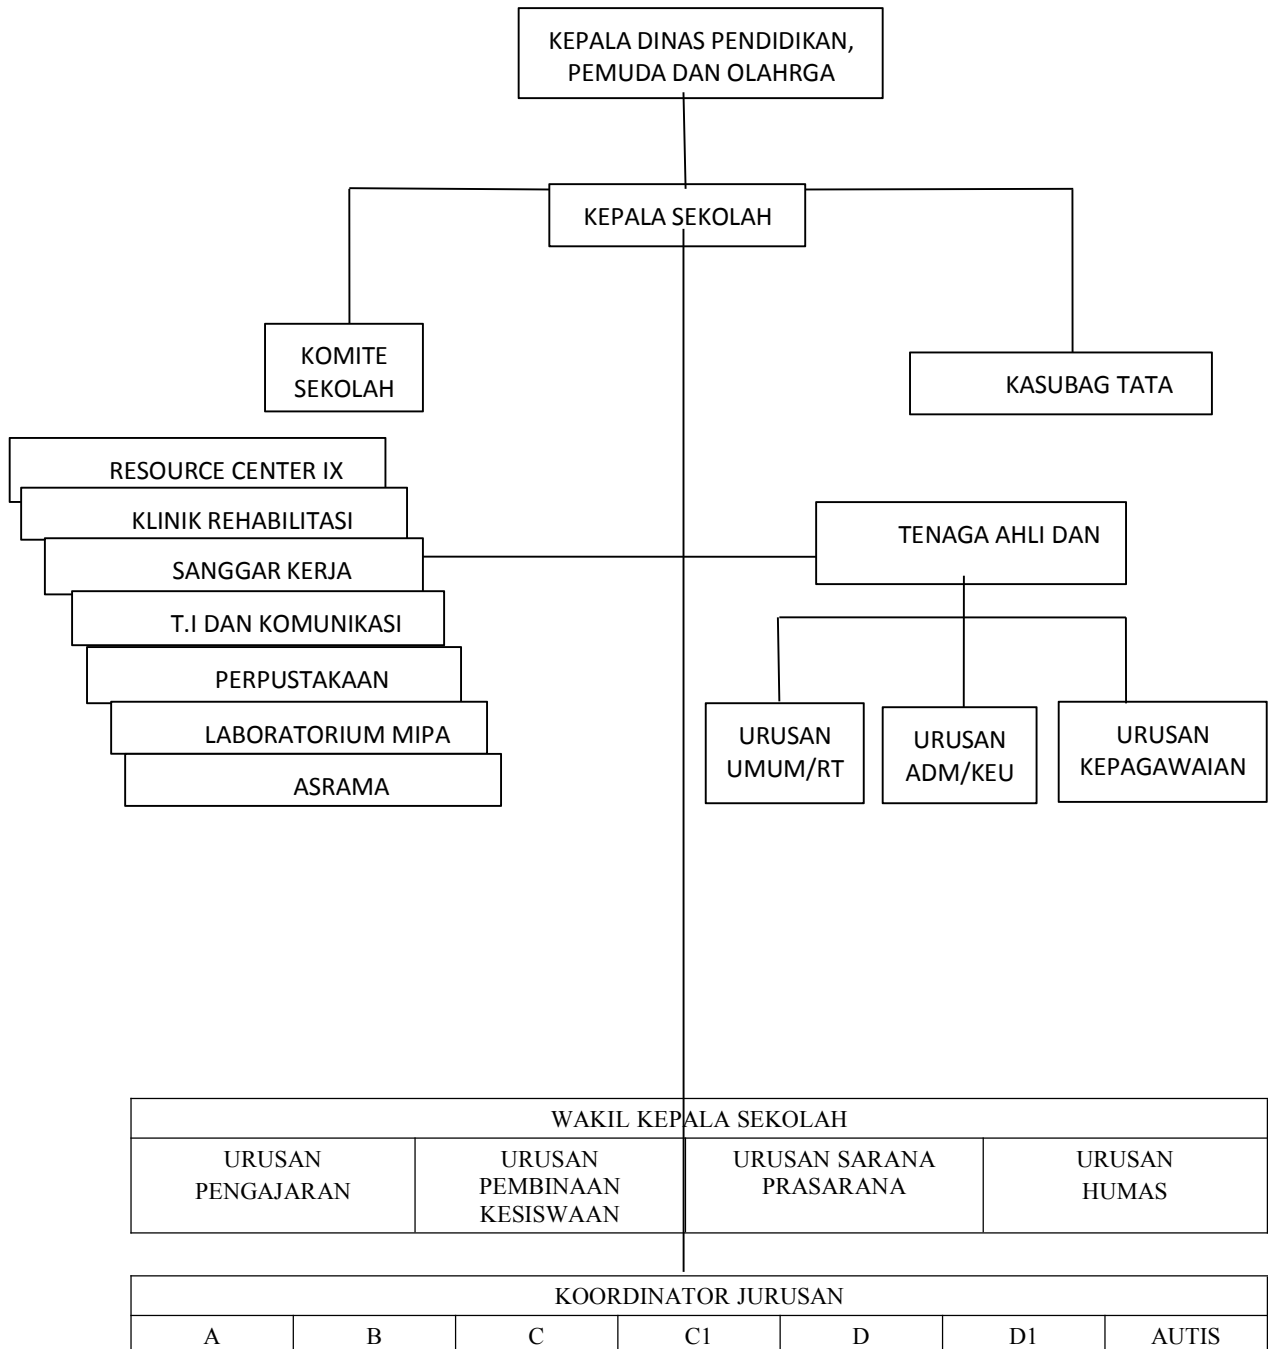 KEPALA DINAS PENDIDIKAN,
PEMUDA DAN OLAHRGA
KEPALA SEKOLAH
KOMITE
SEKOLAH
KASUBAG TATA
RESOURCE CENTER IX
KLINIK REHABILITASI
SANGGAR KERJA
T.I DAN KOMUNIKASI
PERPUSTAKAAN
LABORATORIUM MIPA
ASRAMA
TENAGA AHLI DAN
URUSAN
UMUM/RT
URUSAN
ADM/KEU
URUSAN
KEPAGAWAIAN
WAKIL KEPALA SEKOLAH
URUSAN
PENGAJARAN
URUSAN
PEMBINAAN
KESISWAAN
URUSAN SARANA
PRASARANA
URUSAN
HUMAS
KOORDINATOR JURUSAN
A B C C1 D D1 AUTIS